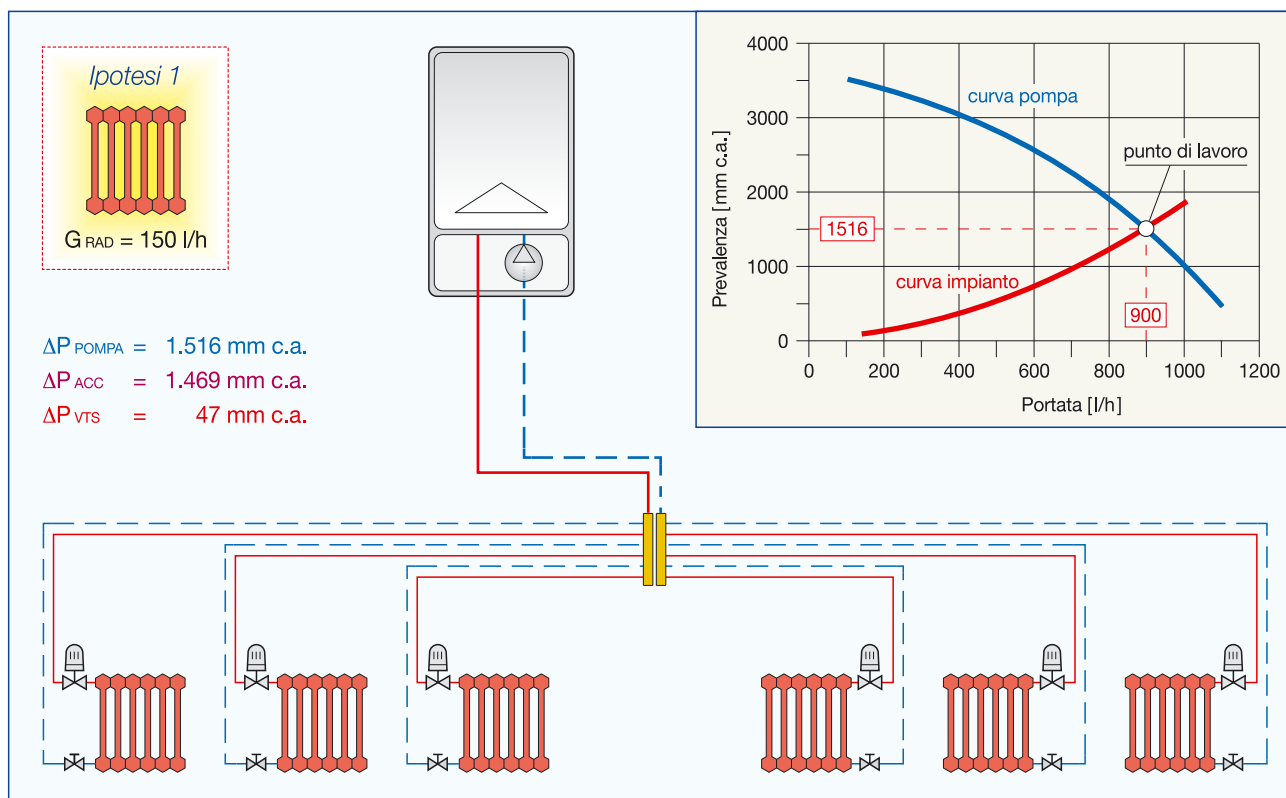 Ipotesi 1
G RAD = 150 l/h
ΔP POMPA = 1.516 mm c.a.
ΔP ACC = 1.469 mm c.a.
ΔP VTS = 47 mm c.a.
Prevalenza [mm c.a.]
4000
3000
2000
1000
0
curva pompa
punto di lavoro
1516
curva impianto
900
0 200 400 600 800 1000 1200
Portata [l/h]